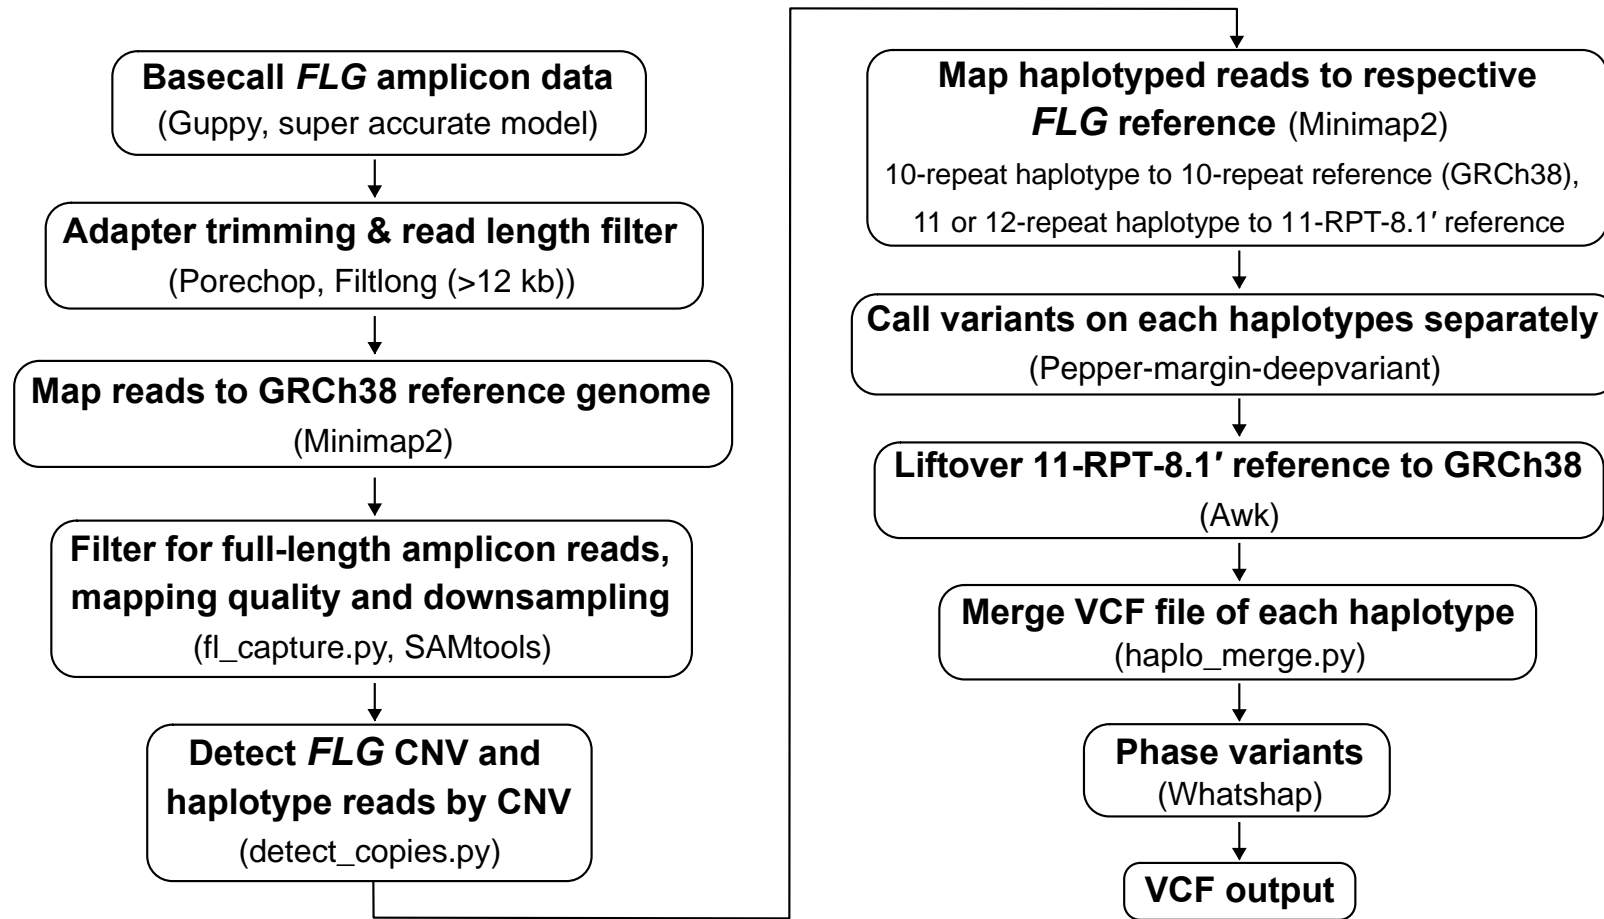 Basecall FLG amplicon data
(Guppy, super accurate model)
Adapter trimming & read length filter
(Porechop, Filtlong (>12 kb))
Map reads to GRCh38 reference genome
(Minimap2)
Filter for full-length amplicon reads,
mapping quality and downsampling
(fl_capture.py, SAMtools)
Detect FLG CNV and
haplotype reads by CNV
(detect_copies.py)
Map haplotyped reads to respective
FLG reference (Minimap2)
10-repeat haplotype to 10-repeat reference (GRCh38),
11 or 12-repeat haplotype to 11-RPT-8.1′ reference
Call variants on each haplotypes separately
(Pepper-margin-deepvariant)
Liftover 11-RPT-8.1′ reference to GRCh38
(Awk)
Merge VCF file of each haplotype
(haplo_merge.py)
Phase variants
(Whatshap)
VCF output